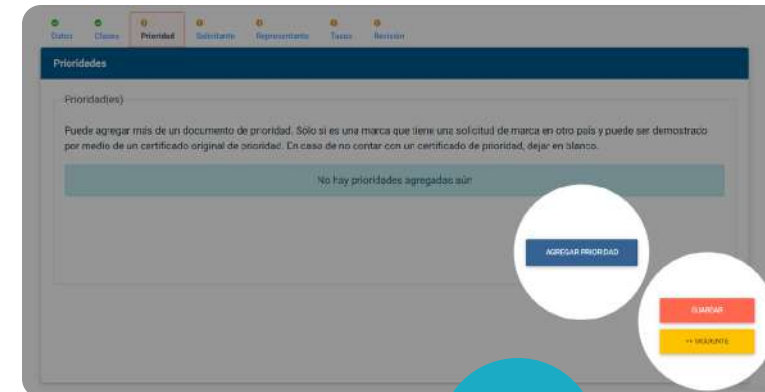 Datos Clases Prioridad Solicitante Representante Tasas Revisión
Prioridades
Prioridad(es)
Puede agregar más de un documento de prioridad. Sólo si es una marca que tiene una solicitud de marca en otro país y puede ser demostrado
por medio de un certificado original de prioridad. En caso de no contar con un certificado de prioridad, dejar en blanco.
No hay prioridades agregadas aún
AGREGAR PRIORIDAD
GUARDAR
>> SIGUIENTE